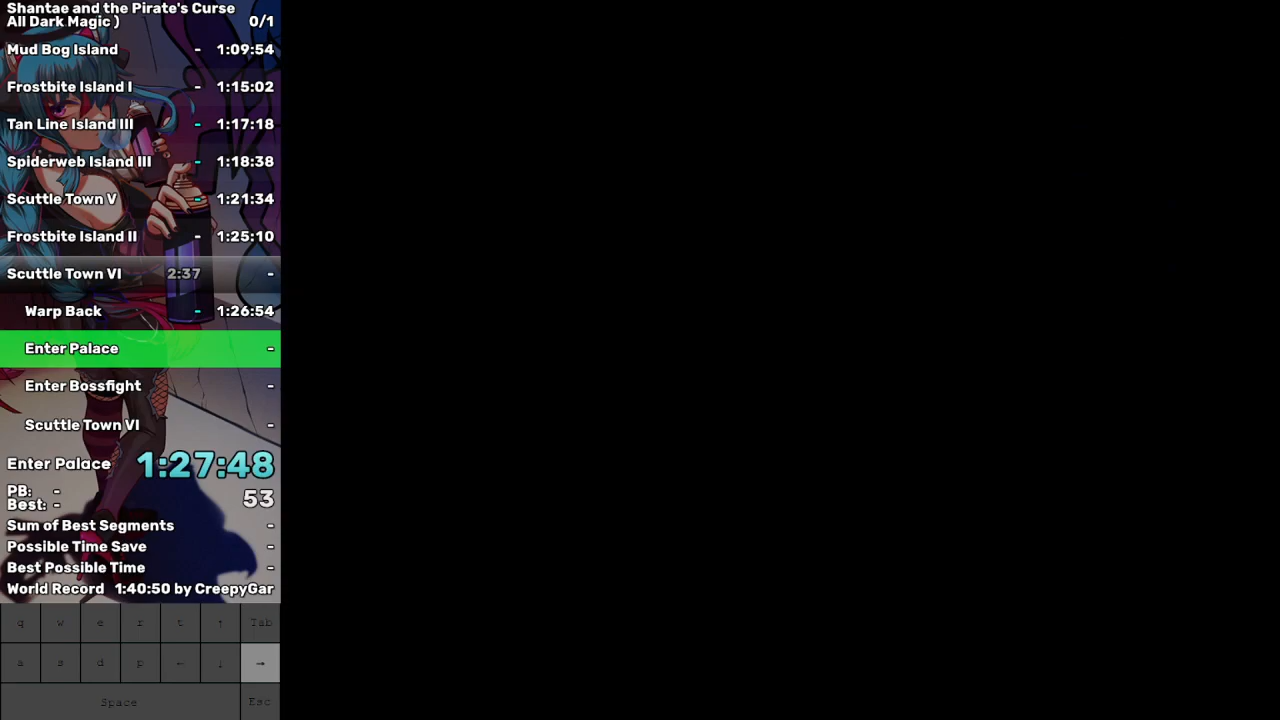 Shantae and the Pirate's Curse
All Dark Magic ) 0/1
Mud Bog Island - 1:09:54
Frostbite Island I - 1:15:02
Tan Line Island III - 1:17:18
Spiderweb Island III - 1:18:38
Scuttle Town V - 1:21:34
Frostbite Island II - 1:25:10
Scuttle Town VI 2:37 -
Warp Back - 1:26:54
Enter Palace -
Enter Bossfight -
Scuttle Town VI -
Enter Palace 1:27:48
PB: -
Best: - 53
Sum of Best Segments -
Possible Time Save -
Best Possible Time -
World Record 1:40:50 by CreepyGar
q w e r t ↑ Tab
a s d p ← ↓ →
Space Esc